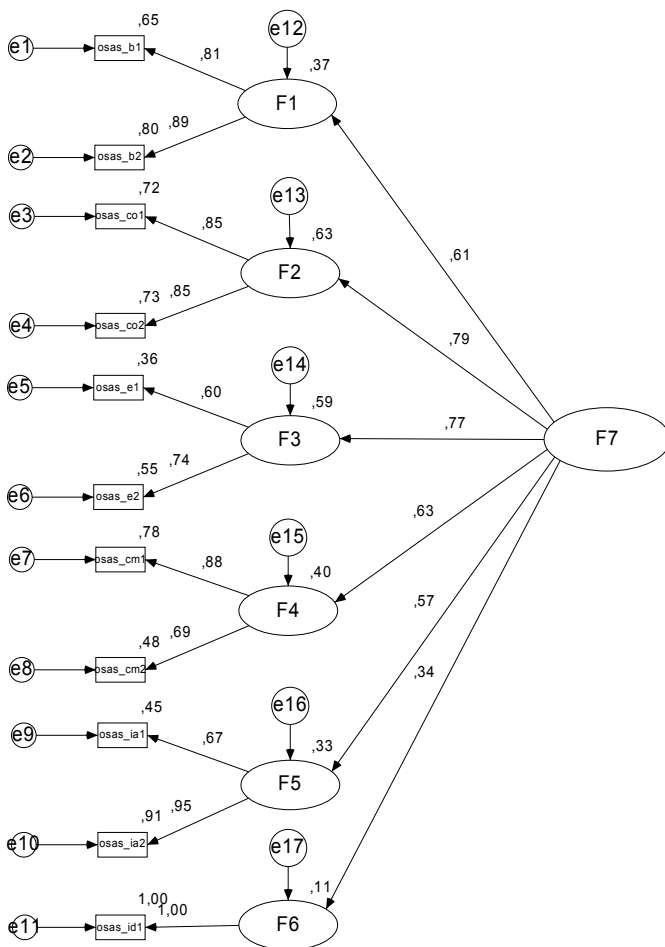 e12
,65
e1
osas_b1
,81
,37
F1
,80
,89
e2
osas_b2
,72
e13
e3
osas_co1
,85
,63
,61
F2
,73
,85
e4
osas_co2
,79
,36
e14
e5
osas_e1
,60
,59
,77
F3
F7
,55
,74
e6
osas_e2
,78
e15
,63
e7
osas_cm1
,88
,40
F4
,57
,48
,69
e8
osas_cm2
,34
,45
e16
e9
osas_ia1
,67
,33
F5
,91
,95
e10
osas_ia2
e17
,11
1,00
1,00
e11
osas_id1
F6